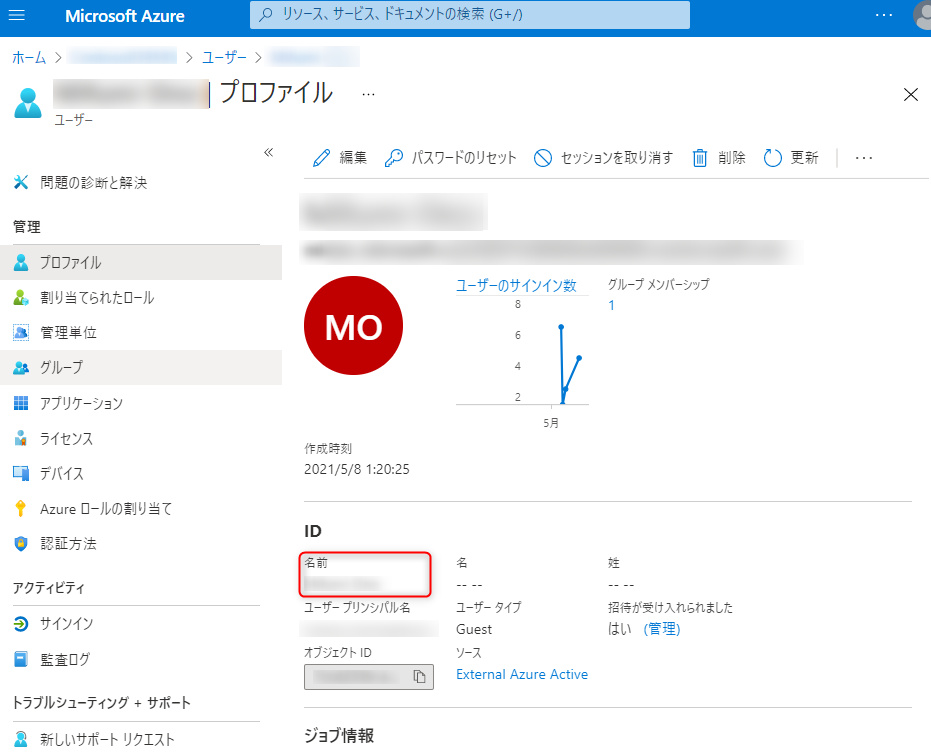 Microsoft Azure
リソース、サービス、ドキュメントの検索 (G+/)
...
ホーム > > ユーザー >
| プロファイル ...
ユーザー
«
編集
パスワードのリセット
セッションを取り消す
削除
更新
...
問題の診断と解決
管理
プロファイル
割り当てられたロール
管理単位
グループ
アプリケーション
ライセンス
デバイス
Azure ロールの割り当て
認証方法
アクティビティ
サインイン
監査ログ
トラブルシューティング + サポート
新しいサポート リクエスト
MO
ユーザーのサインイン数
8
6
4
2
5月
グループ メンバーシップ
1
作成時刻
2021/5/8 1:20:25
ID
名前
名
-- --
姓
-- --
ユーザー プリンシパル名
ユーザー タイプ
Guest
招待が受け入れられました
はい (管理)
オブジェクト ID
ソース
External Azure Active
ジョブ情報